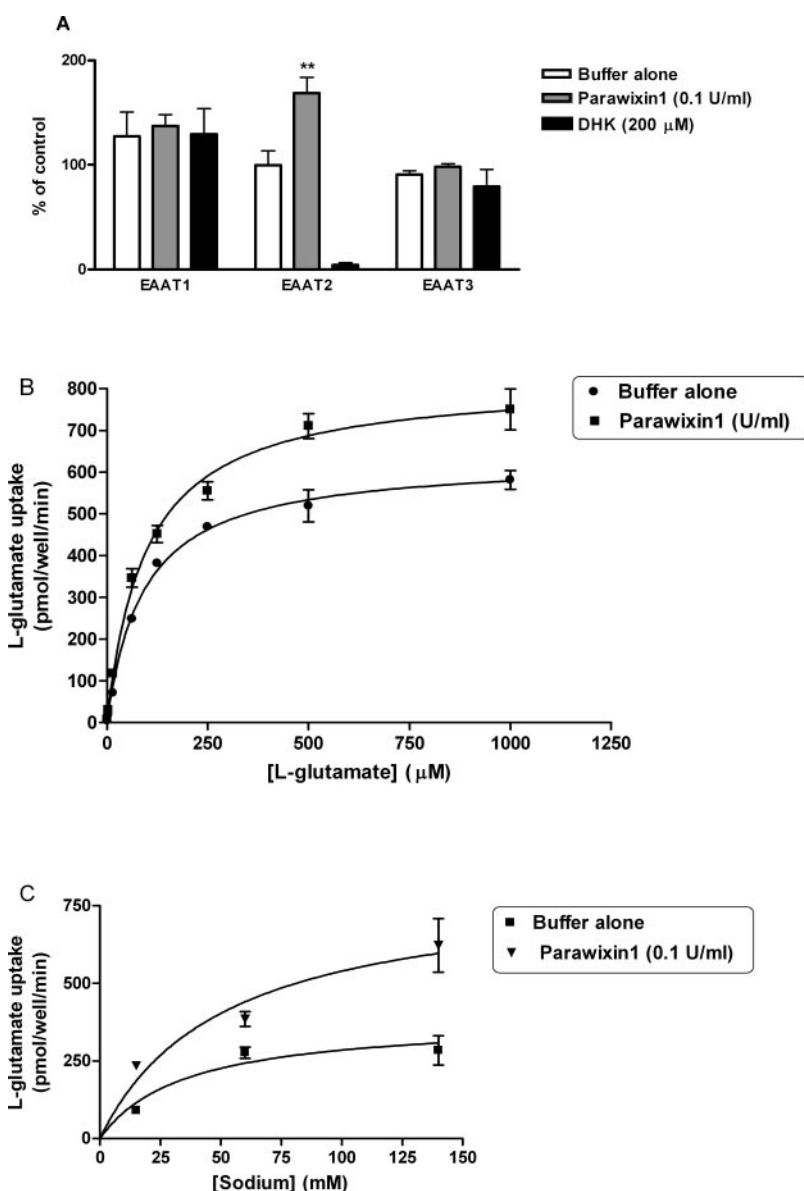 A
200
100
0
% of control
**
EAAT1
EAAT2
EAAT3
Buffer alone
Parawixin1 (0.1 U/ml)
DHK (200 μM)
B
800
700
600
500
400
300
200
100
0
L-glutamate uptake
(pmol/well/min)
0
250
500
750
1000
1250
[L-glutamate] ( μM)
Buffer alone
Parawixin1 (U/ml)
C
750
500
250
0
L-glutamate uptake
(pmol/well/min)
0
25
50
75
100
125
150
[Sodium] (mM)
Buffer alone
Parawixin1 (0.1 U/ml)